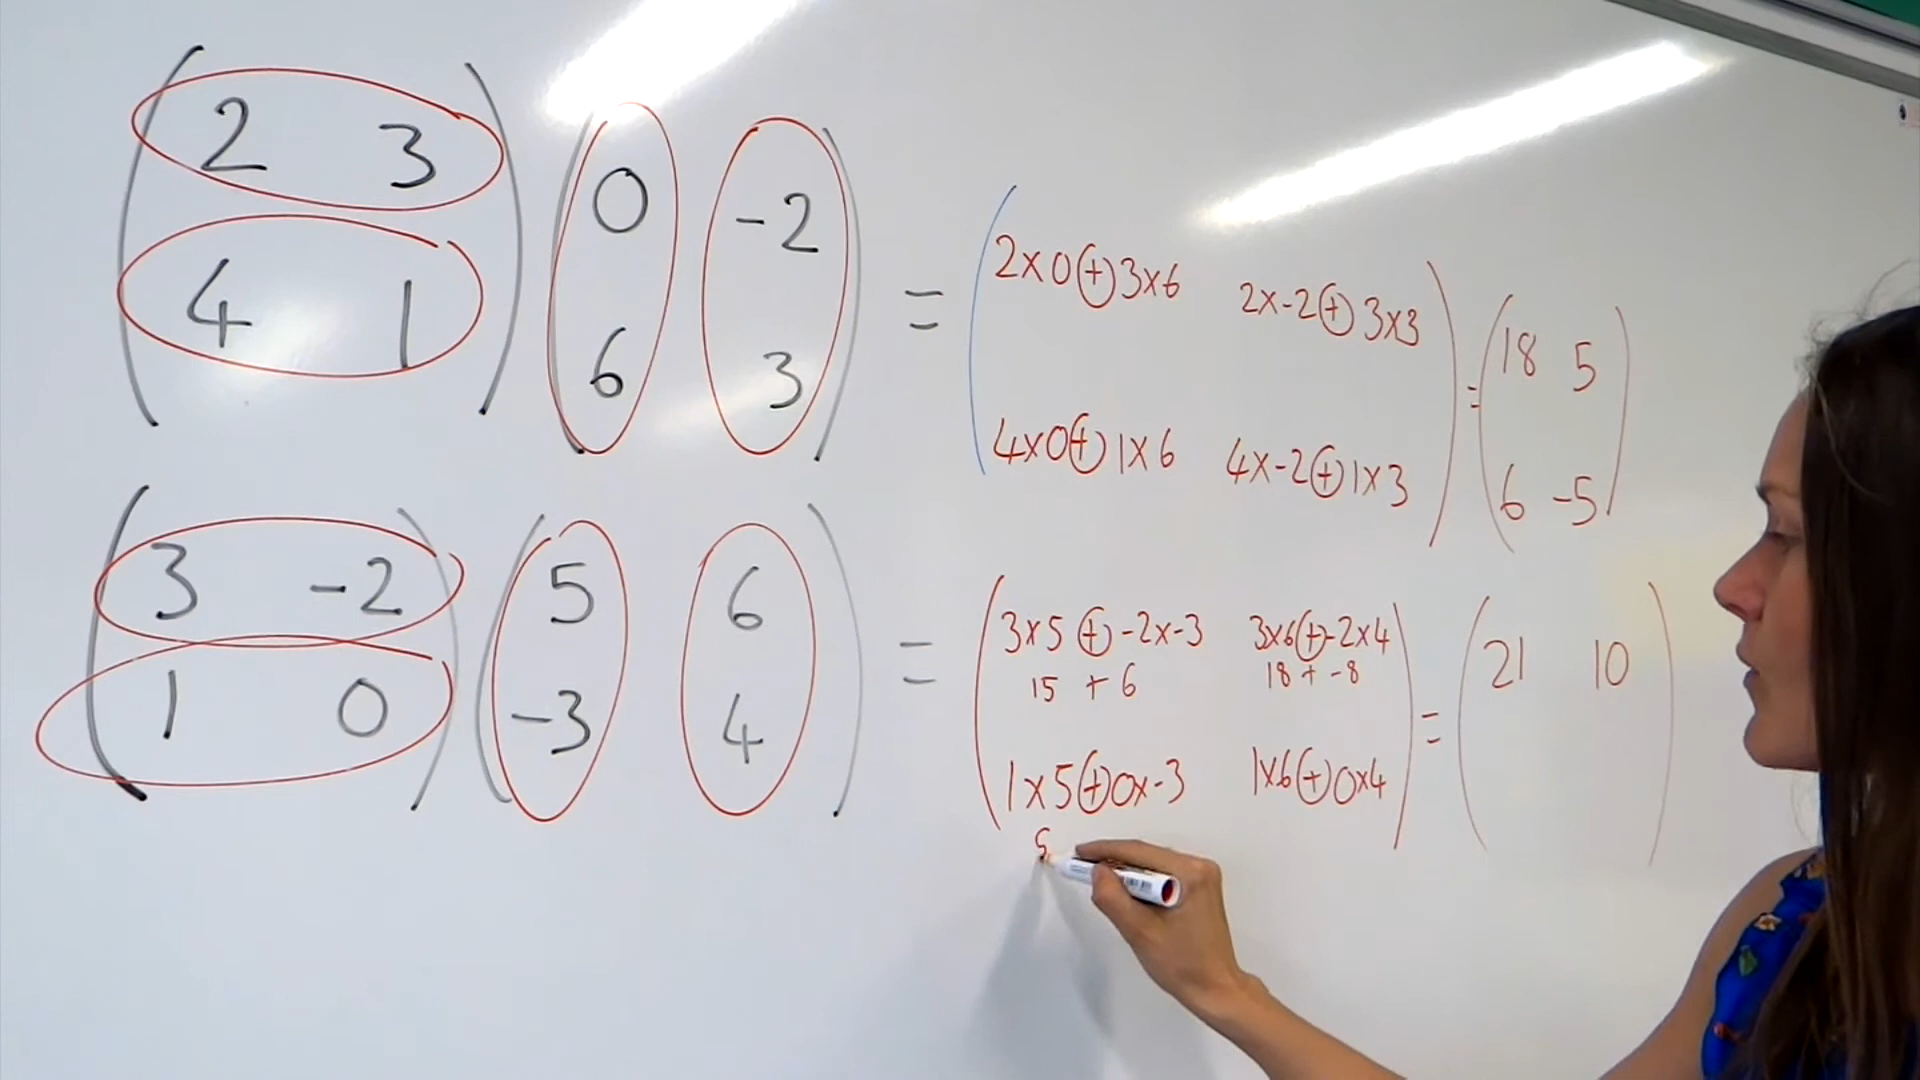 2 3 0 -2 = 2x0+3x6 2x-2+3x3 = 18 5
4 1 6 3 4x0+1x6 4x-2+1x3 6 -5
3 -2 5 6 = 3x5+-2x-3 3x6+-2x4 = 21 10
15 + 6 18 + -8
1 0 -3 4 1x5+0x-3 1x6+0x4
5